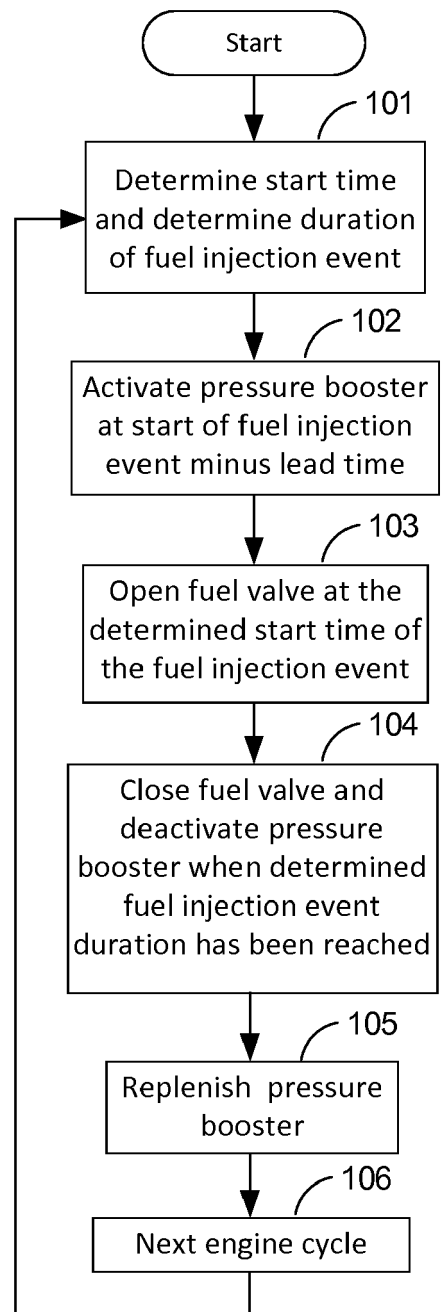 Start
101
Determine start time
and determine duration
of fuel injection event
102
Activate pressure booster
at start of fuel injection
event minus lead time
103
Open fuel valve at the
determined start time of
the fuel injection event
104
Close fuel valve and
deactivate pressure
booster when determined
fuel injection event
duration has been reached
105
Replenish pressure
booster
106
Next engine cycle